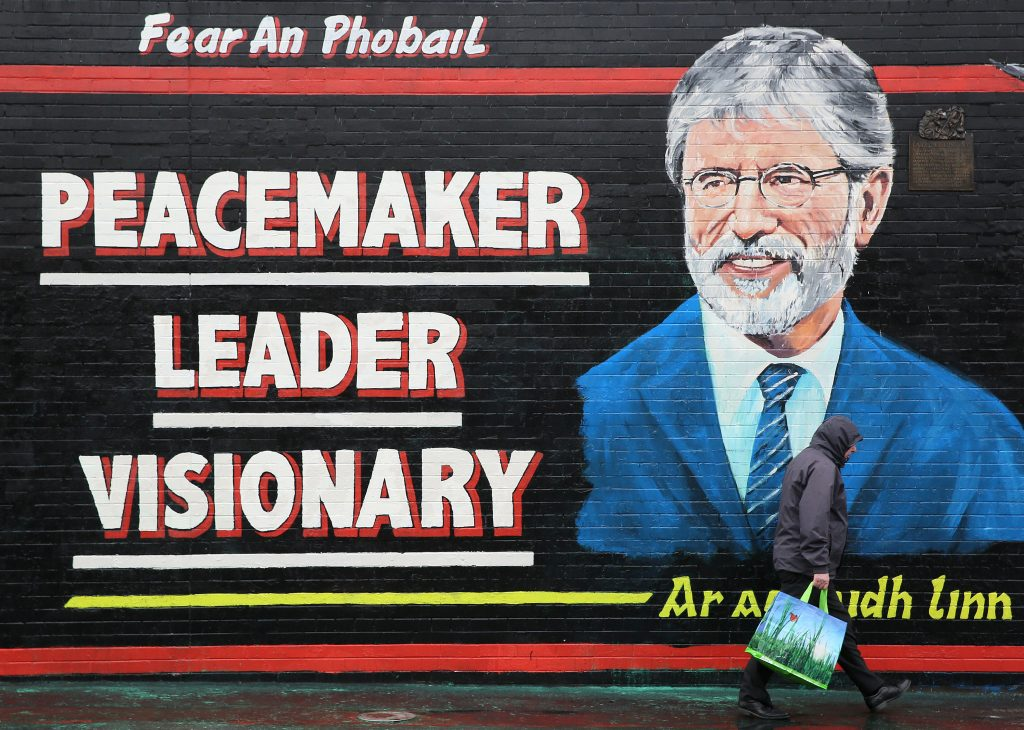 Fear An Phobail
PEACEMAKER
LEADER
VISIONARY
Ar linn